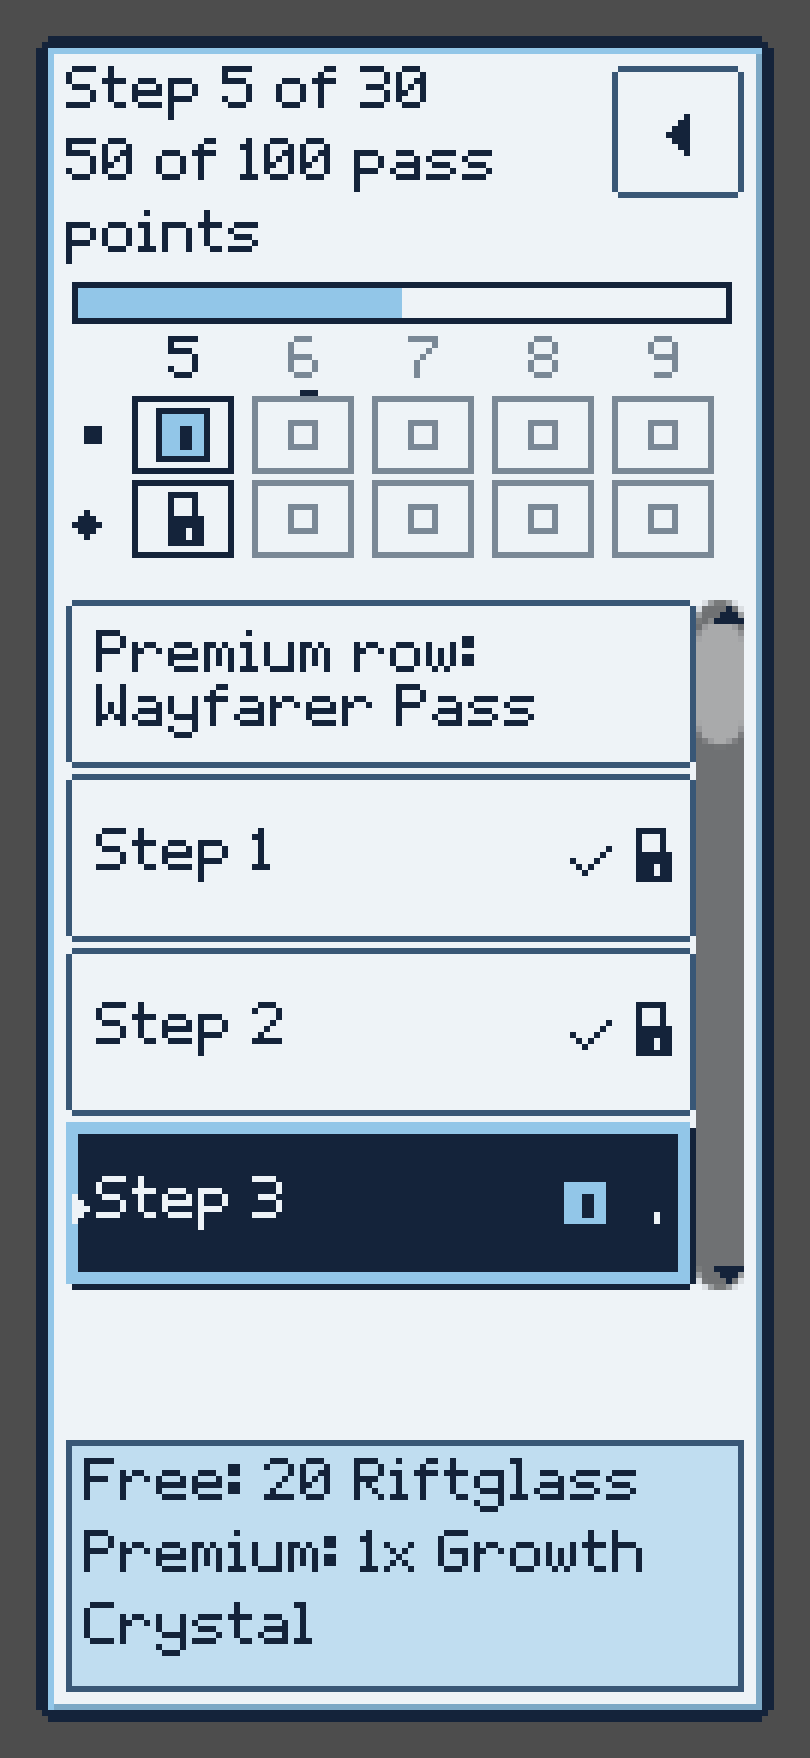 Step 5 of 30
50 of 100 pass
points
5 6 7 8 9
Premium row:
Wayfarer Pass
Step 1
Step 2
Step 3
Free: 20 Riftglass
Premium: 1x Growth
Crystal